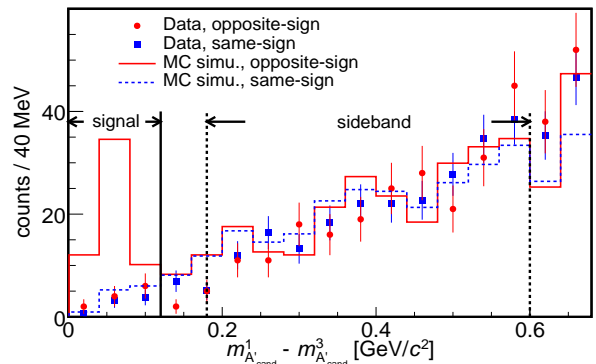 Data, opposite-sign
Data, same-sign
MC simu., opposite-sign
MC simu., same-sign
counts / 40 MeV
40
20
0
signal
sideband
0 0.2 0.4 0.6
m¹A'cand - m³A'cand [GeV/c²]